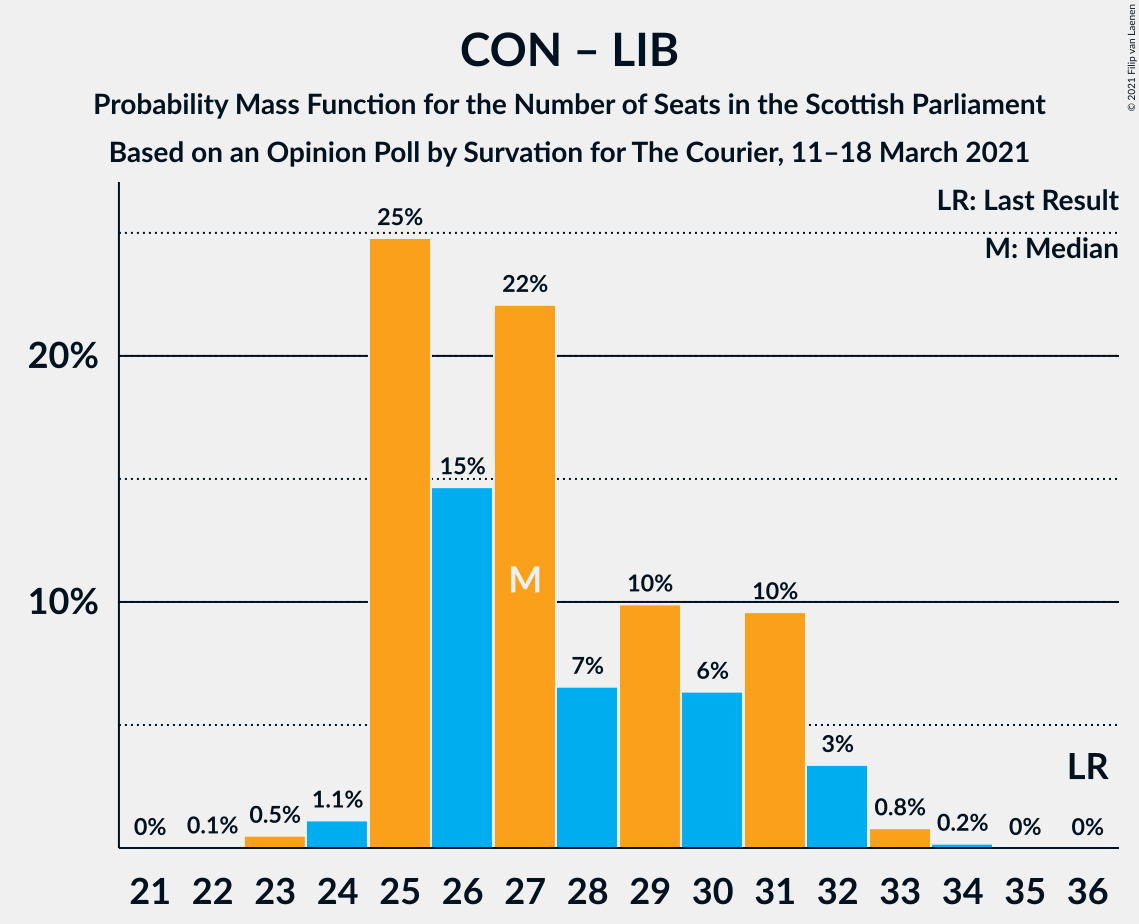 CON – LIB
Probability Mass Function for the Number of Seats in the Scottish Parliament
Based on an Opinion Poll by Survation for The Courier, 11–18 March 2021
© 2021 Filip van Laenen
LR: Last Result
M: Median
20%
10%
0%
0.1%
0.5%
1.1%
25%
15%
22%
M
7%
10%
6%
10%
3%
0.8%
0.2%
0%
LR
0%
21 22 23 24 25 26 27 28 29 30 31 32 33 34 35 36